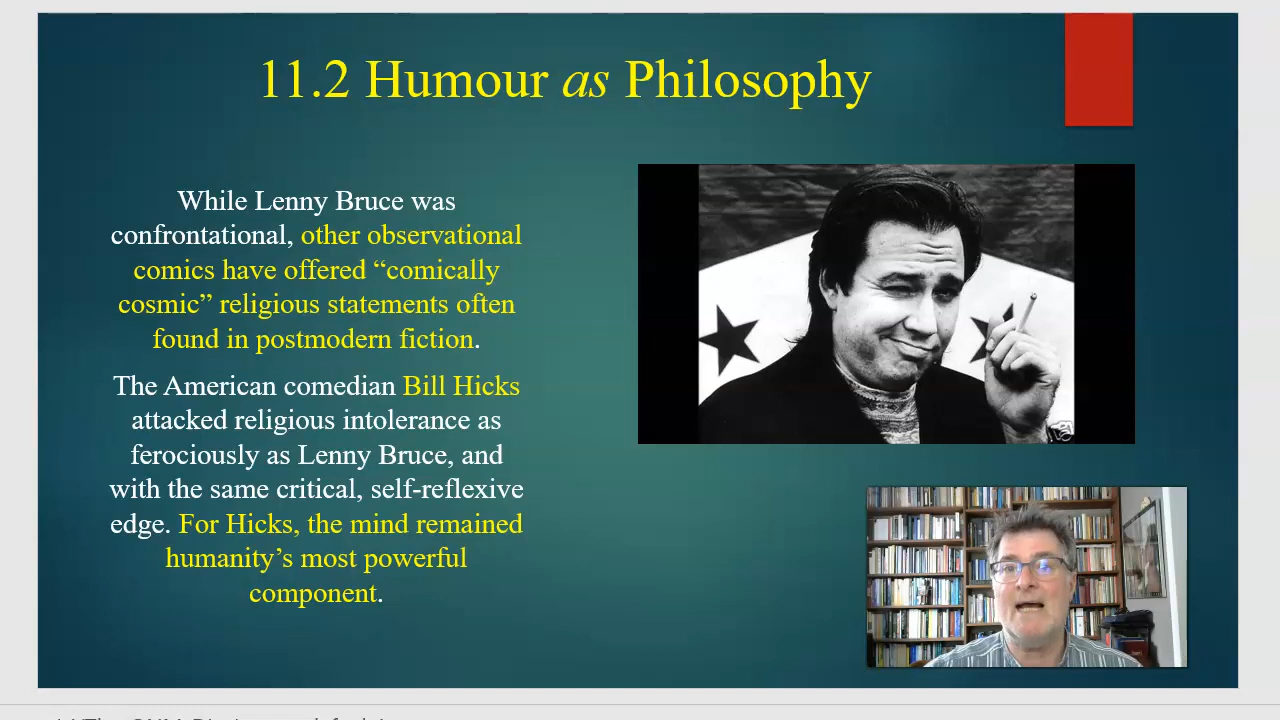 11.2 Humour as Philosophy
While Lenny Bruce was
confrontational, other observational
comics have offered “comically
cosmic” religious statements often
found in postmodern fiction.
The American comedian Bill Hicks
attacked religious intolerance as
ferociously as Lenny Bruce, and
with the same critical, self-reflexive
edge. For Hicks, the mind remained
humanity’s most powerful
component.